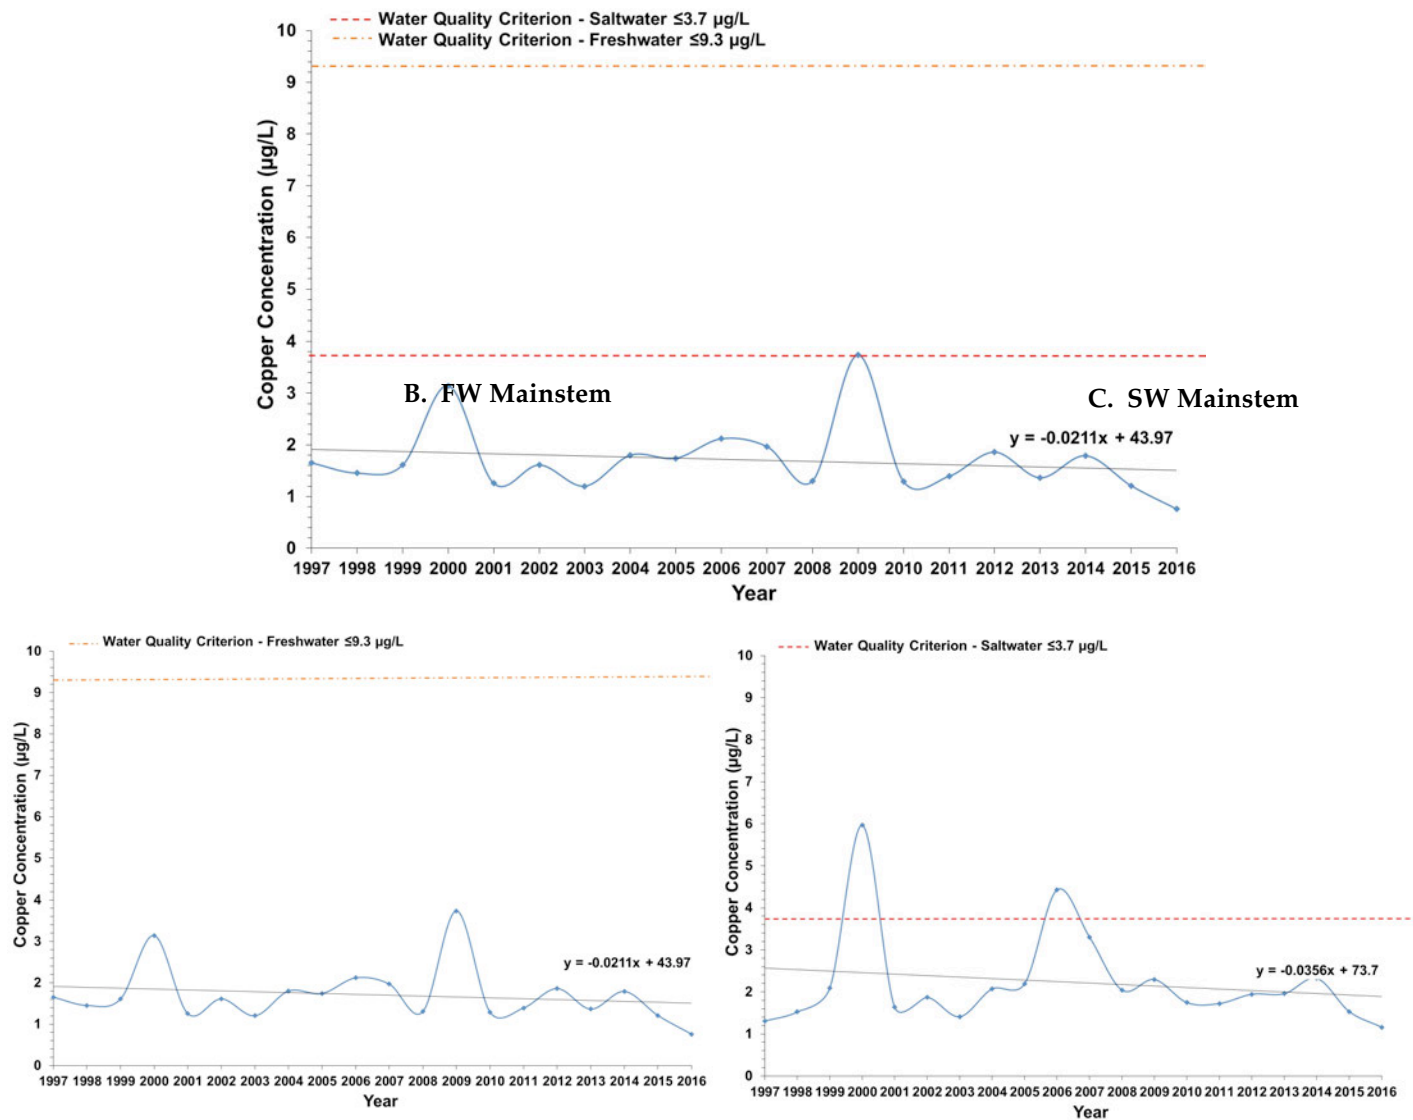 Water Quality Criterion - Saltwater ≤3.7 µg/L
Water Quality Criterion - Freshwater ≤9.3 µg/L
10
9
8
7
6
5
4
3
2
1
0
Copper Concentration (µg/L)
B. FW Mainstem
C. SW Mainstem
y = -0.0211x + 43.97
1997 1998 1999 2000 2001 2002 2003 2004 2005 2006 2007 2008 2009 2010 2011 2012 2013 2014 2015 2016
Year
Water Quality Criterion - Freshwater ≤9.3 µg/L
10
9
8
7
6
5
4
3
2
1
0
Copper Concentration (µg/L)
y = -0.0211x + 43.97
1997 1998 1999 2000 2001 2002 2003 2004 2005 2006 2007 2008 2009 2010 2011 2012 2013 2014 2015 2016
Year
Water Quality Criterion - Saltwater ≤3.7 µg/L
10
9
8
7
6
5
4
3
2
1
0
Copper Concentration (µg/L)
y = -0.0356x + 73.7
1997 1998 1999 2000 2001 2002 2003 2004 2005 2006 2007 2008 2009 2010 2011 2012 2013 2014 2015 2016
Year